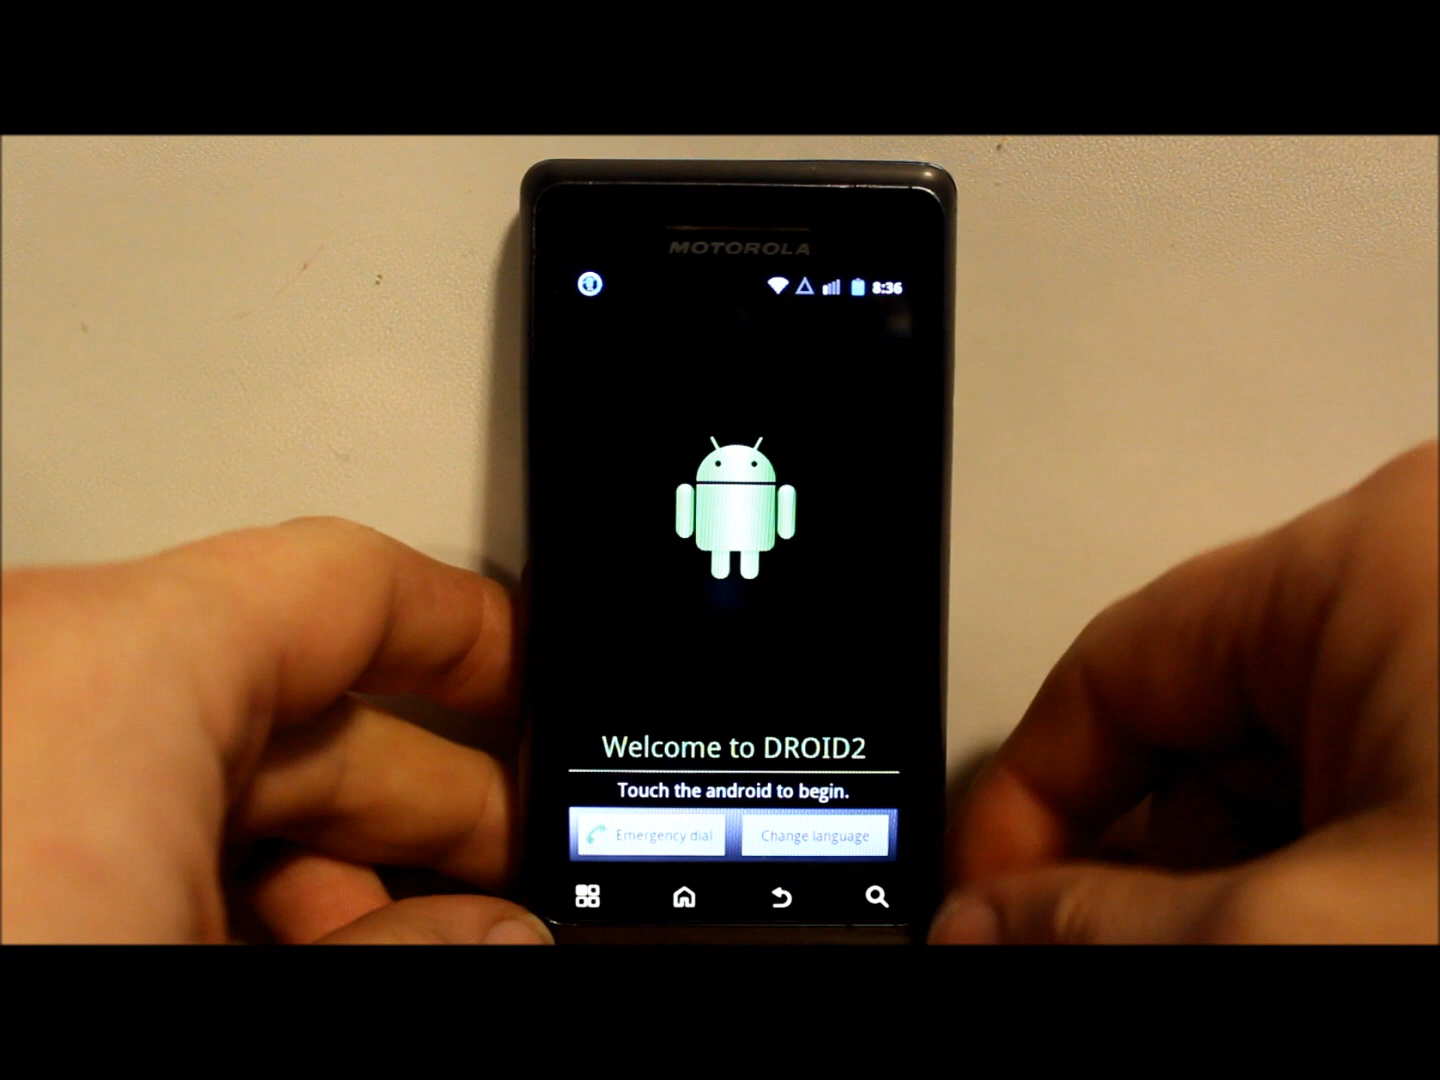 MOTOROLA
8:36
Welcome to DROID2
Touch the android to begin.
Emergency dial
Change language